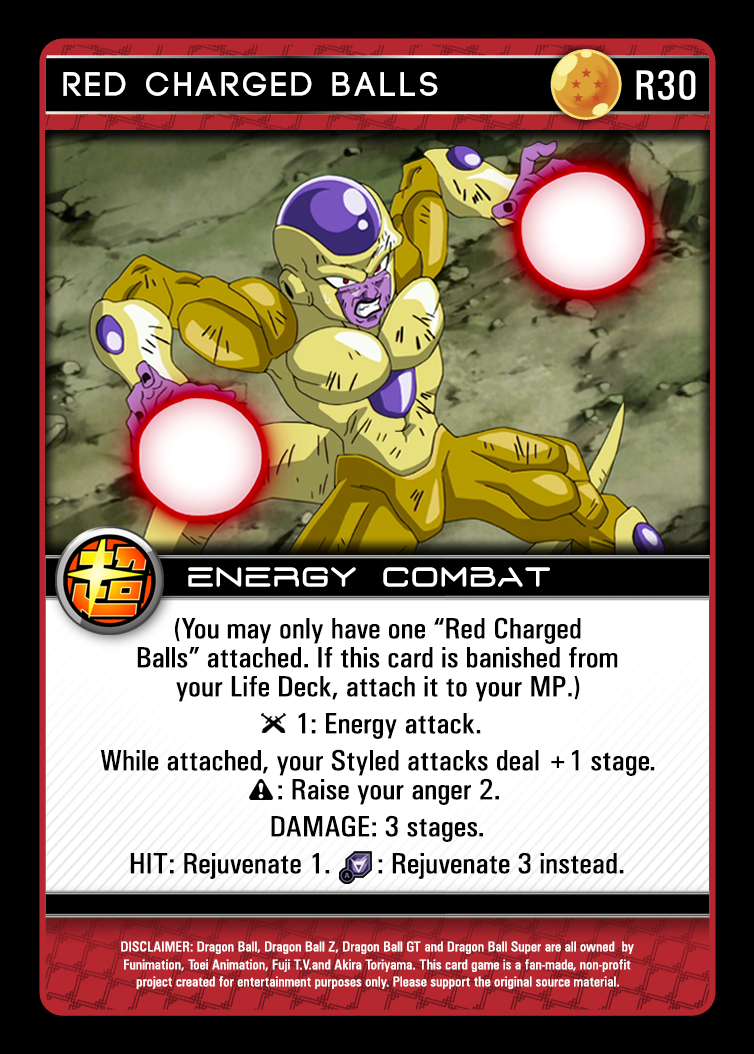 RED CHARGED BALLS R30
ENERGY COMBAT
(You may only have one “Red Charged
Balls” attached. If this card is banished from
your Life Deck, attach it to your MP.)
1: Energy attack.
While attached, your Styled attacks deal +1 stage.
: Raise your anger 2.
DAMAGE: 3 stages.
HIT: Rejuvenate 1. A : Rejuvenate 3 instead.
DISCLAIMER: Dragon Ball, Dragon Ball Z, Dragon Ball GT and Dragon Ball Super are all owned by
Funimation, Toei Animation, Fuji T.V.and Akira Toriyama. This card game is a fan-made, non-profit
project created for entertainment purposes only. Please support the original source material.